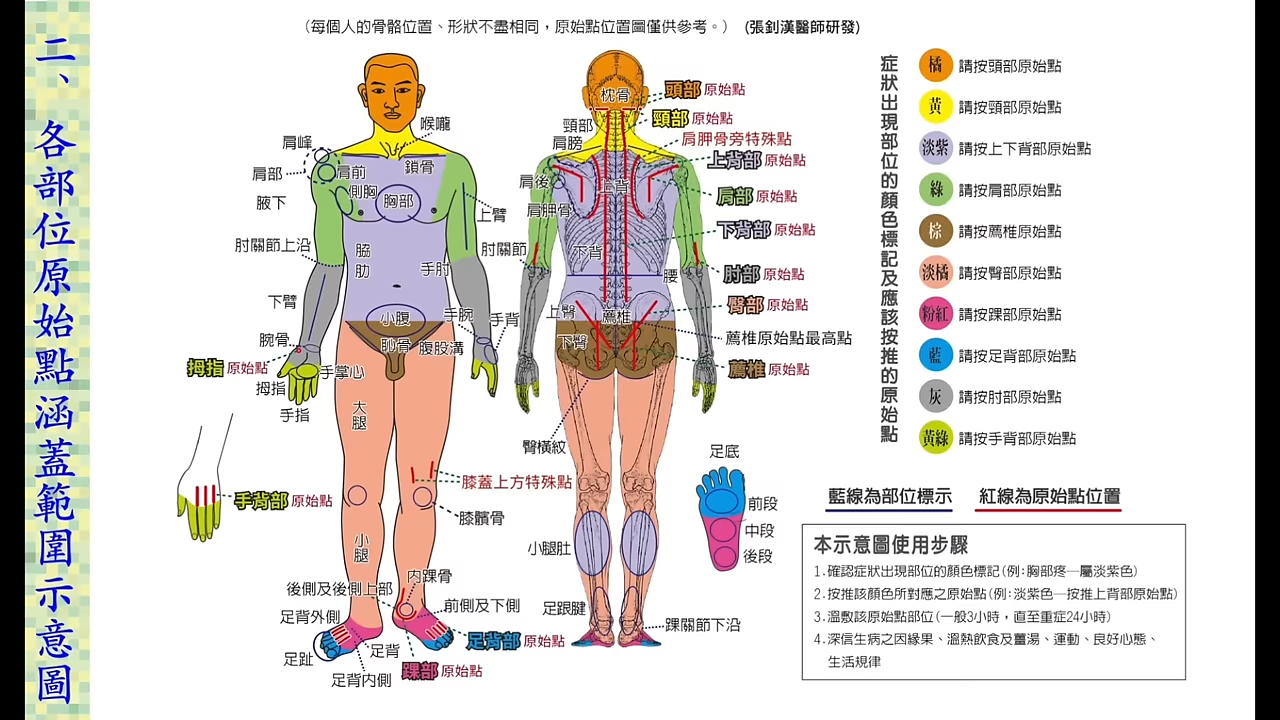 二、各部位原始點涵蓋範圍示意圖
（每個人的骨骼位置、形狀不盡相同，原始點位置圖僅供參考。） (張釗漢醫師研發)
喉嚨
肩峰
肩部
肩前
鎖骨
側胸
胸部
腋下
上臂
肘關節上沿
脇肋
手肘
下臂
小腹
手腕
手背
腕骨
鼠骨
腹股溝
拇指 原始點
手掌心
拇指
手指
大腿
手背部 原始點
膝蓋上方特殊點
膝髕骨
小腿
內踝骨
後側及後側上部
前側及下側
足背外側
足背部 原始點
足背
足趾
踝部 原始點
足背內側
枕骨
頭部 原始點
頸部 原始點
頸部
肩膀
肩胛骨旁特殊點
上背部 原始點
肩後
上背
肩部 原始點
肩胛骨
下背部 原始點
肘關節
下背
腰
肘部 原始點
臀部 原始點
上臀
薦椎
薦椎原始點最高點
下臀
薦椎 原始點
臀橫紋
小腿肚
足跟腱
踝關節下沿
足底
前段
中段
後段
症狀出現部位的顏色標記及應該按推的原始點
橘 請按頭部原始點
黃 請按頸部原始點
淡紫 請按上下背部原始點
綠 請按肩部原始點
棕 請按薦椎原始點
淡橘 請按臀部原始點
粉紅 請按踝部原始點
藍 請按足背部原始點
灰 請按肘部原始點
黃綠 請按手背部原始點
藍線為部位標示 紅線為原始點位置
本示意圖使用步驟
1.確認症狀出現部位的顏色標記(例:胸部疼─屬淡紫色)
2.按推該顏色所對應之原始點(例:淡紫色─按推上背部原始點)
3.溫敷該原始點部位(一般3小時，直至重症24小時)
4.深信生病之因緣果、溫熱飲食及薑湯、運動、良好心態、
生活規律